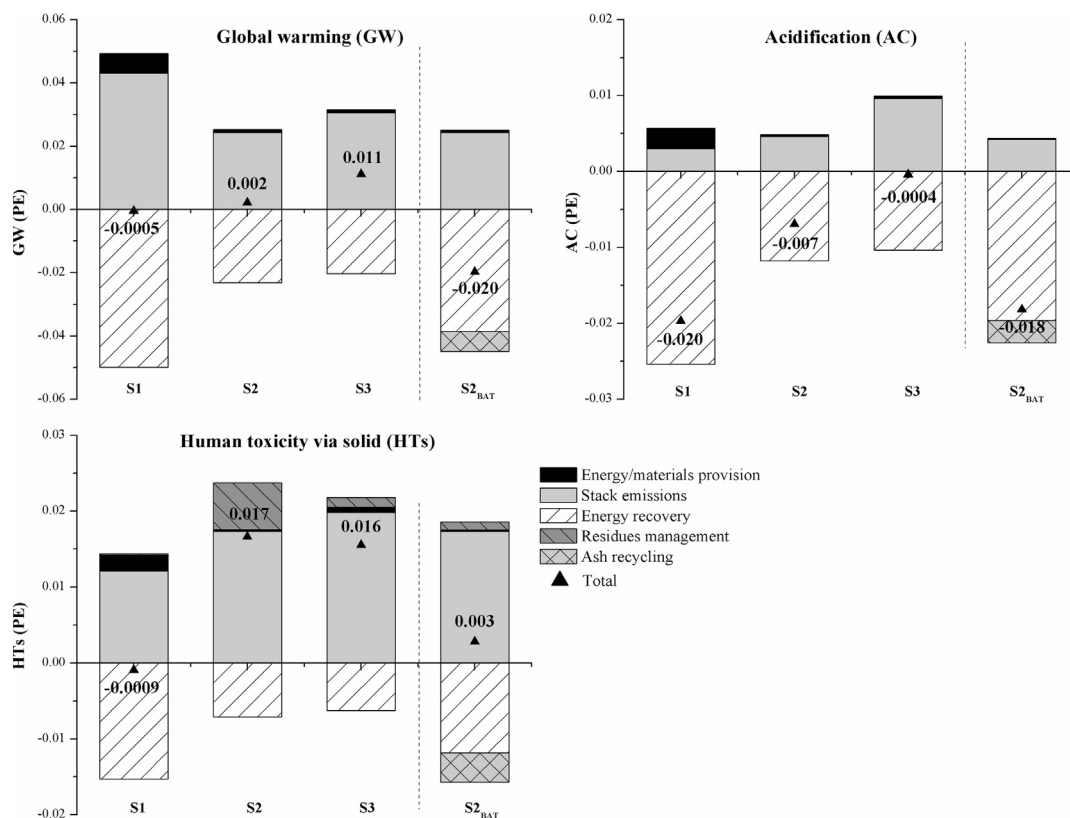 Global warming (GW)
0.06
0.04
0.02
0.00
-0.02
-0.04
-0.06
GW (PE)
-0.0005
0.002
0.011
-0.020
S1
S2
S3
S2BAT
Acidification (AC)
0.02
0.01
0.00
-0.01
-0.02
-0.03
AC (PE)
-0.020
-0.007
-0.0004
-0.018
S1
S2
S3
S2BAT
Human toxicity via solid (HTs)
0.03
0.02
0.01
0.00
-0.01
-0.02
HTs (PE)
-0.0009
0.017
0.016
0.003
S1
S2
S3
S2BAT
Energy/materials provision
Stack emissions
Energy recovery
Residues management
Ash recycling
Total